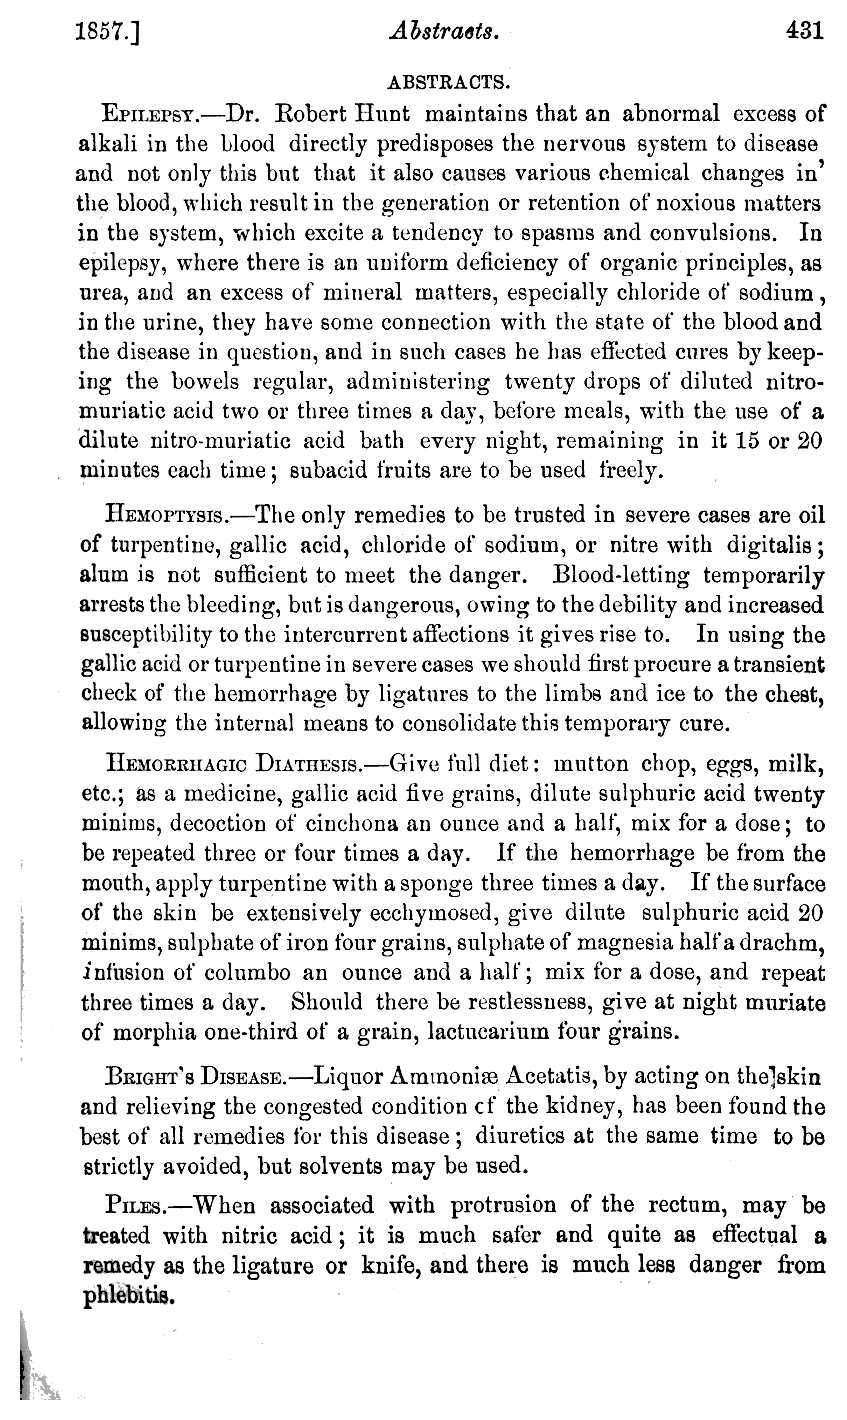 1857.] Abstracts. 431
ABSTRACTS.
EPILEPSY.—Dr. Robert Hunt maintains that an abnormal excess of
alkali in the blood directly predisposes the nervous system to disease
and not only this but that it also causes various chemical changes in'
the blood, which result in the generation or retention of noxious matters
in the system, which excite a tendency to spasms and convulsions. In
epilepsy, where there is an uniform deficiency of organic principles, as
urea, and an excess of mineral matters, especially chloride of sodium,
in the urine, they have some connection with the state of the blood and
the disease in question, and in such cases he has effected cures by keep-
ing the bowels regular, administering twenty drops of diluted nitro-
muriatic acid two or three times a day, before meals, with the use of a
dilute nitro-muriatic acid bath every night, remaining in it 15 or 20
minutes each time; subacid fruits are to be used freely.
HEMOPTYSIS.—The only remedies to be trusted in severe cases are oil
of turpentine, gallic acid, chloride of sodium, or nitre with digitalis;
alum is not sufficient to meet the danger. Blood-letting temporarily
arrests the bleeding, but is dangerous, owing to the debility and increased
susceptibility to the intercurrent affections it gives rise to. In using the
gallic acid or turpentine in severe cases we should first procure a transient
check of the hemorrhage by ligatures to the limbs and ice to the chest,
allowing the internal means to consolidate this temporary cure.
HEMORRHAGIC DIATHESIS.—Give full diet: mutton chop, eggs, milk,
etc.; as a medicine, gallic acid five grains, dilute sulphuric acid twenty
minims, decoction of cinchona an ounce and a half, mix for a dose; to
be repeated three or four times a day. If the hemorrhage be from the
mouth, apply turpentine with a sponge three times a day. If the surface
of the skin be extensively ecchymosed, give dilute sulphuric acid 20
minims, sulphate of iron four grains, sulphate of magnesia half a drachm,
infusion of columbo an ounce and a half; mix for a dose, and repeat
three times a day. Should there be restlessness, give at night muriate
of morphia one-third of a grain, lactucarium four grains.
BRIGHT'S DISEASE.—Liquor Ammoniæ Acetatis, by acting on the]skin
and relieving the congested condition cf the kidney, has been found the
best of all remedies for this disease; diuretics at the same time to be
strictly avoided, but solvents may be used.
PILES.—When associated with protrusion of the rectum, may be
treated with nitric acid; it is much safer and quite as effectual a
remedy as the ligature or knife, and there is much less danger from
phlebitis.